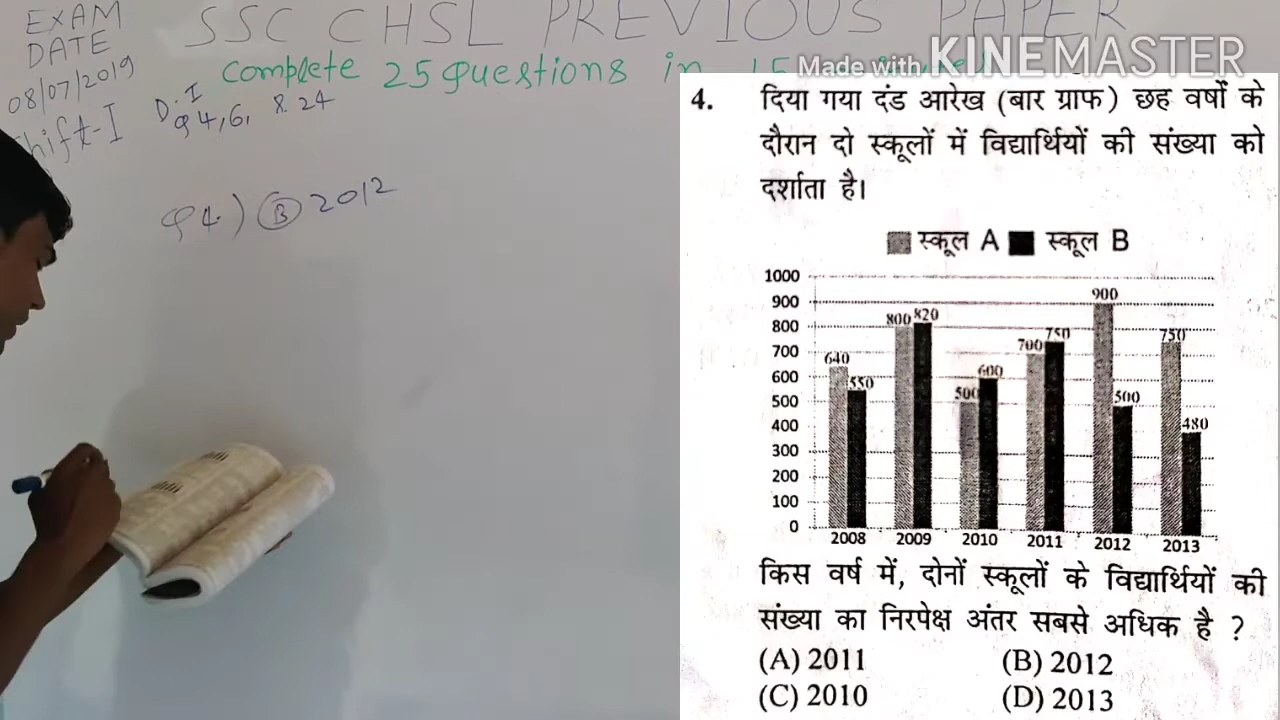 EXAM
DATE
08/07/2019
Shift-I
SSC CHSL PREVIOUS PAPER
Complete 25 Questions in 15
D.I
Q 4, 6, 8. 24
Q 4.) (B) 2012
Made with KINEMASTER
4. दिया गया दंड आरेख (बार ग्राफ) छह वर्षों के
दौरान दो स्कूलों में विद्यार्थियों की संख्या को
दर्शाता है।
स्कूल A स्कूल B
1000
900
800
700
600
500
400
300
200
100
0
640 550
800 820
500 600
700 750
900 500
750 480
2008 2009 2010 2011 2012 2013
किस वर्ष में, दोनों स्कूलों के विद्यार्थियों की
संख्या का निरपेक्ष अंतर सबसे अधिक है ?
(A) 2011 (B) 2012
(C) 2010 (D) 2013